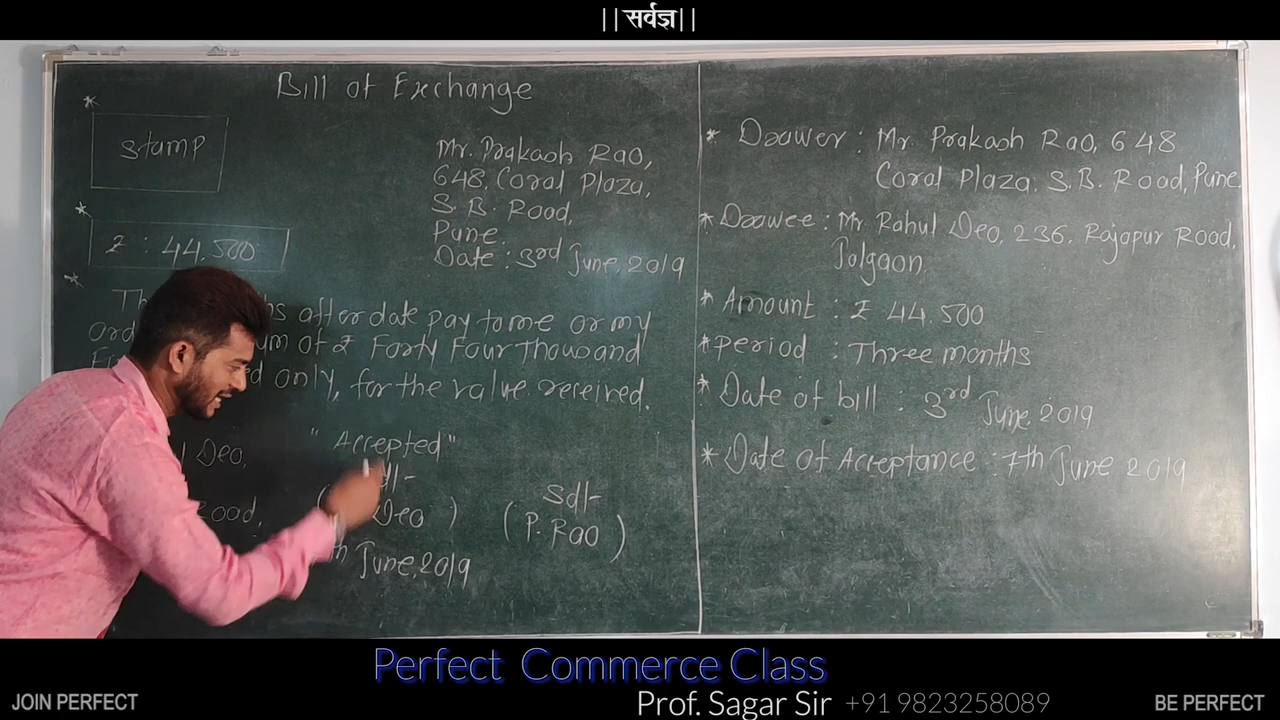 ||सर्वज्ञ||
Bill of Exchange
* Stamp
Mr. Prakash Rao,
648, Coral Plaza,
S.B. Road,
Pune.
Date : 3rd June, 2019
* ₹ : 44,500
* after date pay to me or my
of ₹ Forty Four Thousand
only, for the value received.
"Accepted"
Deo,
Road,
Deo )
June, 2019
Sd/-
( P. Rao )
* Drawer : Mr. Prakash Rao, 648
Coral Plaza, S.B. Road, Pune.
* Drawee : Mr Rahul Deo, 236, Rajapur Road,
Jalgaon
* Amount : ₹ 44,500
* Period : Three months
* Date of bill : 3rd June, 2019
* Date of Acceptance : 7th June 2019
Perfect Commerce Class
JOIN PERFECT
Prof. Sagar Sir +91 9823258089
BE PERFECT